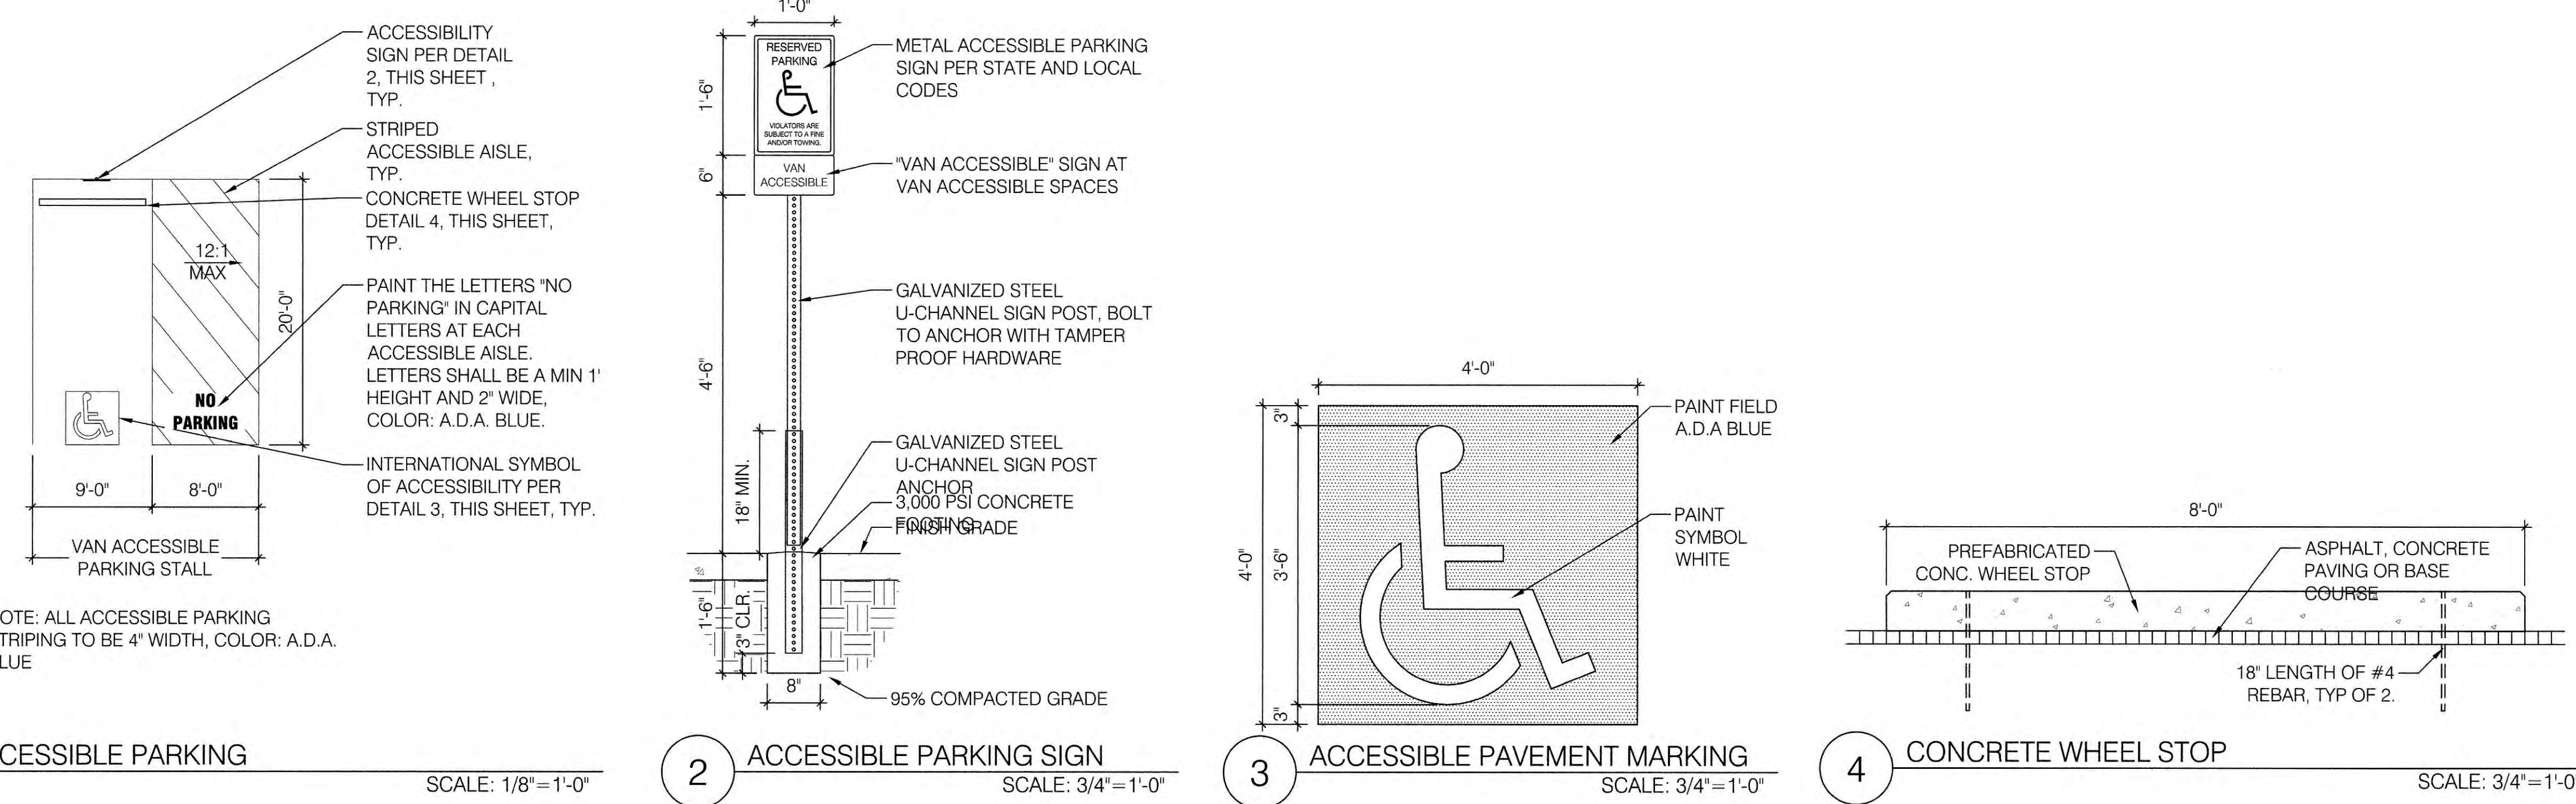 ACCESSIBILITY
SIGN PER DETAIL
2, THIS SHEET ,
TYP.
STRIPED
ACCESSIBLE AISLE,
TYP.
CONCRETE WHEEL STOP
DETAIL 4, THIS SHEET,
TYP.
12:1
MAX
20'-0"
PAINT THE LETTERS "NO
PARKING" IN CAPITAL
LETTERS AT EACH
ACCESSIBLE AISLE.
LETTERS SHALL BE A MIN 1'
HEIGHT AND 2" WIDE,
COLOR: A.D.A. BLUE.
NO
PARKING
INTERNATIONAL SYMBOL
OF ACCESSIBILITY PER
DETAIL 3, THIS SHEET, TYP.
9'-0"
8'-0"
VAN ACCESSIBLE
PARKING STALL
OTE: ALL ACCESSIBLE PARKING
TRIPING TO BE 4" WIDTH, COLOR: A.D.A.
LUE
CESSIBLE PARKING
SCALE: 1/8"=1'-0"
1'-0"
RESERVED
PARKING
VIOLATORS ARE
SUBJECT TO A FINE
AND/OR TOWING.
VAN
ACCESSIBLE
1'-6"
6"
4'-6"
18" MIN.
1'-6"
3" CLR.
8"
METAL ACCESSIBLE PARKING
SIGN PER STATE AND LOCAL
CODES
"VAN ACCESSIBLE" SIGN AT
VAN ACCESSIBLE SPACES
GALVANIZED STEEL
U-CHANNEL SIGN POST, BOLT
TO ANCHOR WITH TAMPER
PROOF HARDWARE
GALVANIZED STEEL
U-CHANNEL SIGN POST
ANCHOR
3,000 PSI CONCRETE
FOOTING
FINISH GRADE
95% COMPACTED GRADE
2
ACCESSIBLE PARKING SIGN
SCALE: 3/4"=1'-0"
4'-0"
3"
4'-0"
3'-6"
3"
PAINT FIELD
A.D.A BLUE
PAINT
SYMBOL
WHITE
3
ACCESSIBLE PAVEMENT MARKING
SCALE: 3/4"=1'-0"
8'-0"
PREFABRICATED
CONC. WHEEL STOP
ASPHALT, CONCRETE
PAVING OR BASE
COURSE
18" LENGTH OF #4
REBAR, TYP OF 2.
4
CONCRETE WHEEL STOP
SCALE: 3/4"=1'-0